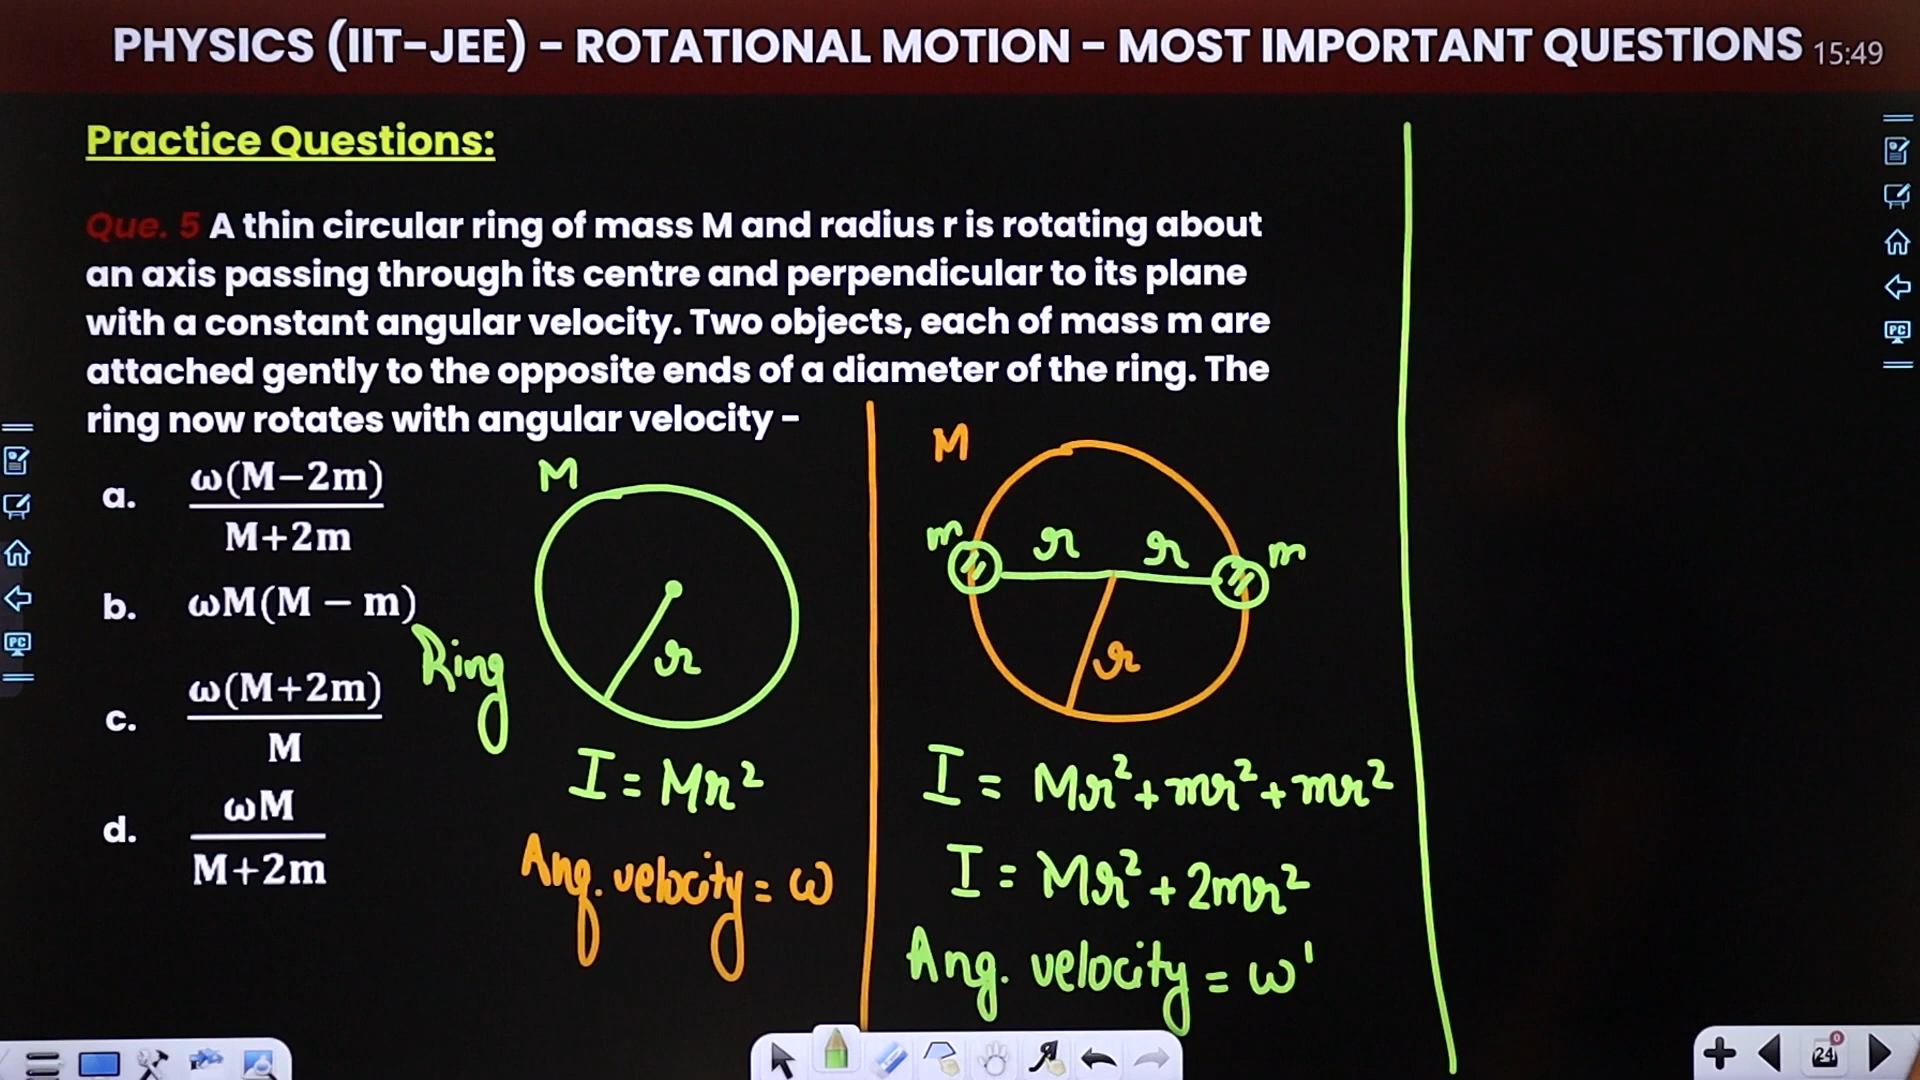 PHYSICS (IIT-JEE) - ROTATIONAL MOTION - MOST IMPORTANT QUESTIONS
15:49
Practice Questions:
Que. 5 A thin circular ring of mass M and radius r is rotating about
an axis passing through its centre and perpendicular to its plane
with a constant angular velocity. Two objects, each of mass m are
attached gently to the opposite ends of a diameter of the ring. The
ring now rotates with angular velocity -
a. ω(M−2m)
M+2m
b. ωM(M − m)
c. ω(M+2m)
M
d. ωM
M+2m
Ring
M
r
I = Mr²
Ang. velocity = ω
M
m r r m
r
I = Mr² + mr² + mr²
I = Mr² + 2mr²
Ang. velocity = ω'
PC
PC
24
0